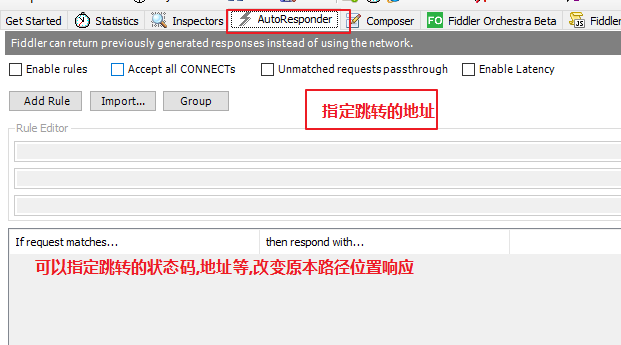 Get Started Statistics Inspectors AutoResponder Composer FO Fiddler Orchestra Beta JS Fiddler
Fiddler can return previously generated responses instead of using the network.
Enable rules Accept all CONNECTs Unmatched requests passthrough Enable Latency
Add Rule Import... Group
指定跳转的地址
Rule Editor
If request matches... then respond with...
可以指定跳转的状态码,地址等,改变原本路径位置响应